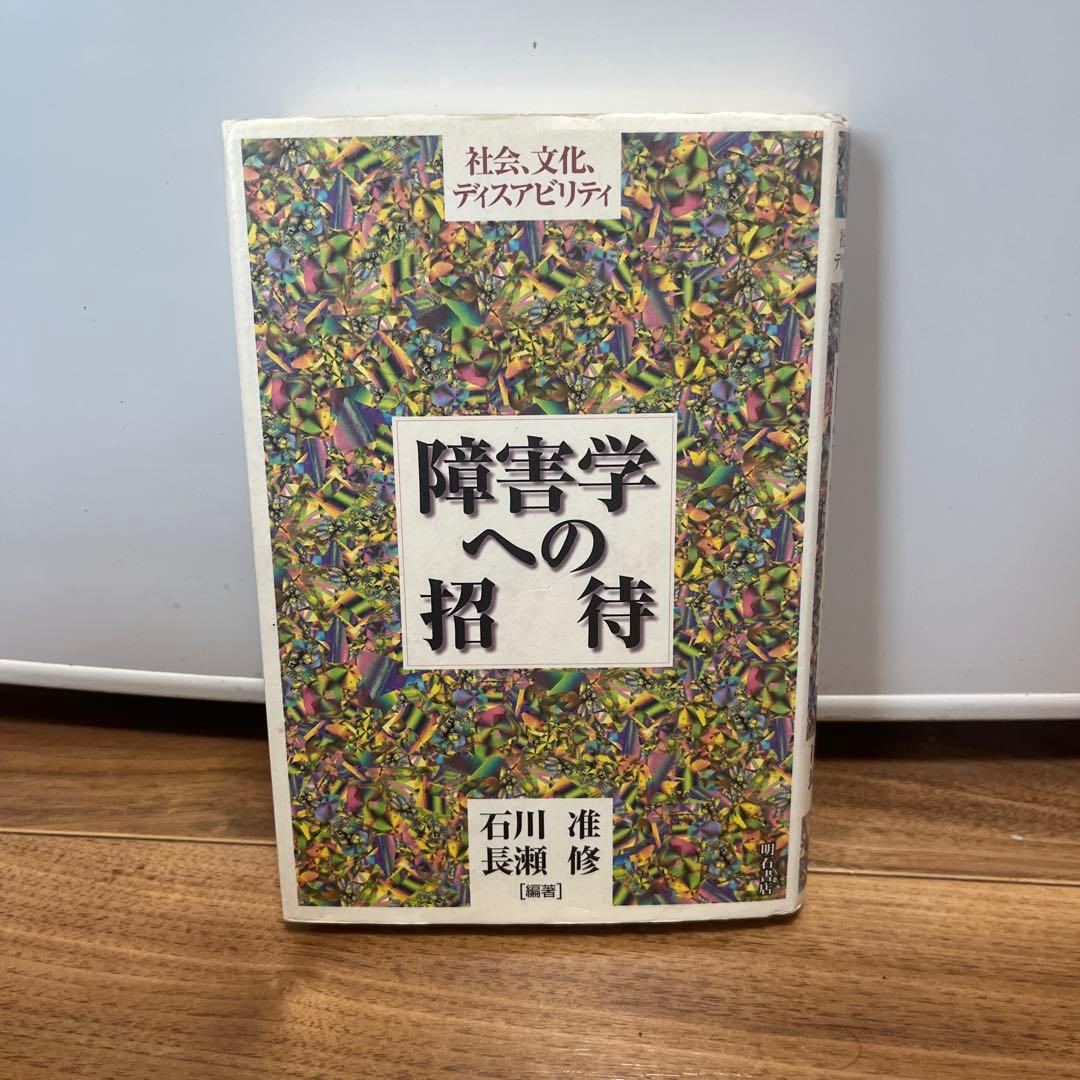 社会、文化、
ディスアビリティ
障害学
への
招 待
石川 准
長瀬 修
[編著]
明石書店